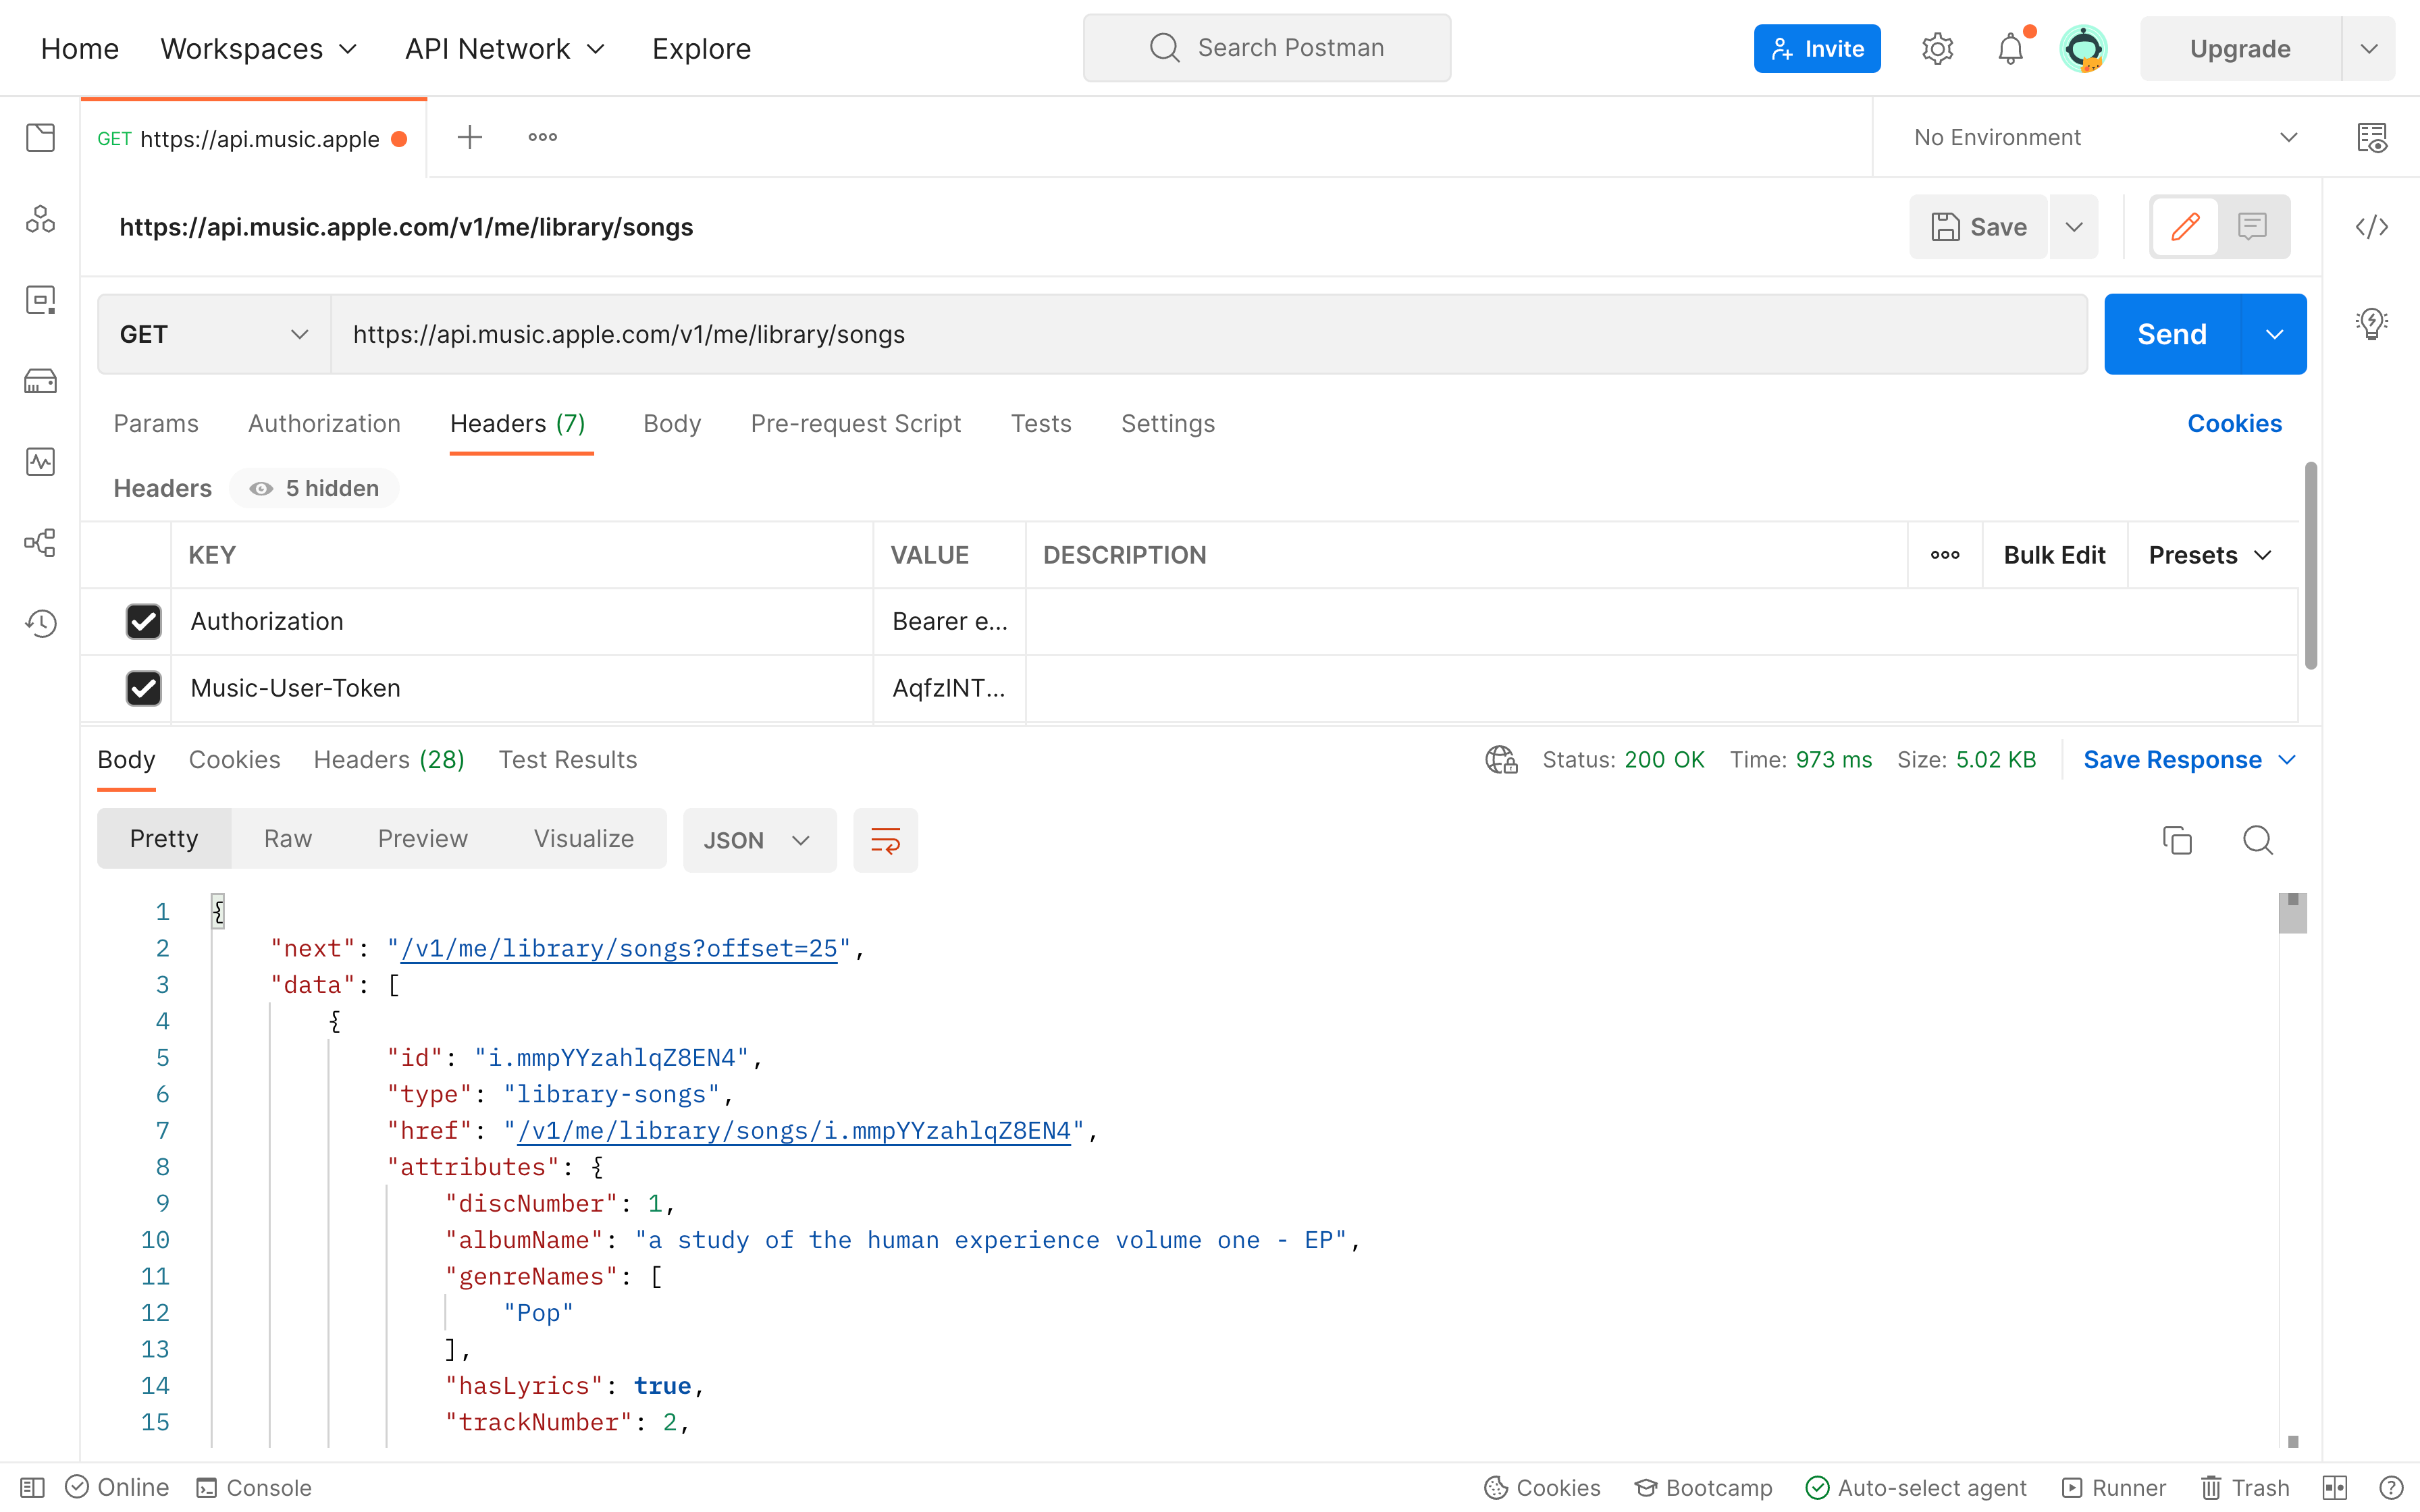 Home Workspaces API Network Explore Search Postman Invite Upgrade
GET https://api.music.apple No Environment
https://api.music.apple.com/v1/me/library/songs Save
GET https://api.music.apple.com/v1/me/library/songs Send
Params Authorization Headers (7) Body Pre-request Script Tests Settings Cookies
Headers 5 hidden
KEY VALUE DESCRIPTION Bulk Edit Presets
Authorization Bearer e...
Music-User-Token AqfzINT...
Body Cookies Headers (28) Test Results Status: 200 OK Time: 973 ms Size: 5.02 KB Save Response
Pretty Raw Preview Visualize JSON
1 {
2 "next": "/v1/me/library/songs?offset=25",
3 "data": [
4 {
5 "id": "i.mmpYYzahlqZ8EN4",
6 "type": "library-songs",
7 "href": "/v1/me/library/songs/i.mmpYYzahlqZ8EN4",
8 "attributes": {
9 "discNumber": 1,
10 "albumName": "a study of the human experience volume one - EP",
11 "genreNames": [
12 "Pop"
13 ],
14 "hasLyrics": true,
15 "trackNumber": 2,
Online Console Cookies Bootcamp Auto-select agent Runner Trash